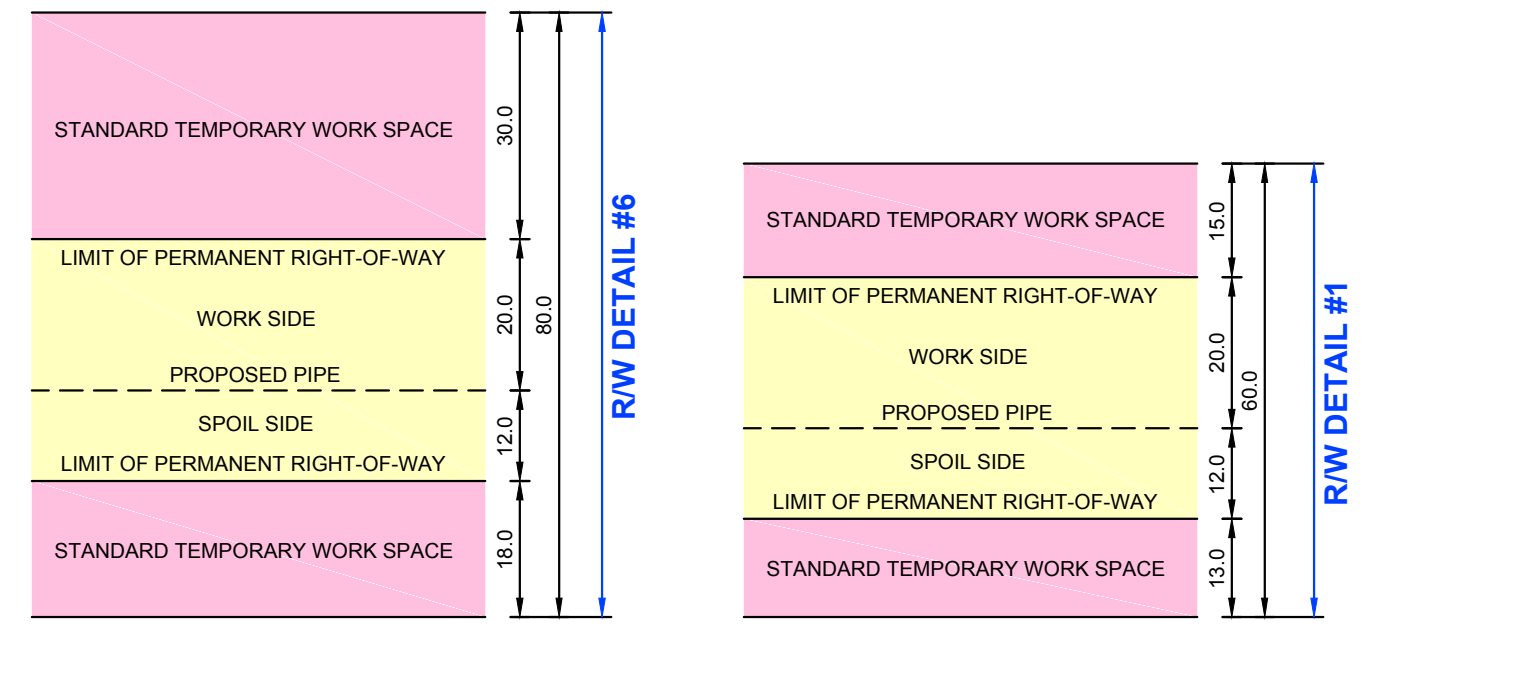 STANDARD TEMPORARY WORK SPACE
30.0
LIMIT OF PERMANENT RIGHT-OF-WAY
WORK SIDE
20.0
80.0
PROPOSED PIPE
SPOIL SIDE
12.0
LIMIT OF PERMANENT RIGHT-OF-WAY
STANDARD TEMPORARY WORK SPACE
18.0
R/W DETAIL #6
STANDARD TEMPORARY WORK SPACE
15.0
LIMIT OF PERMANENT RIGHT-OF-WAY
WORK SIDE
20.0
60.0
PROPOSED PIPE
SPOIL SIDE
12.0
LIMIT OF PERMANENT RIGHT-OF-WAY
STANDARD TEMPORARY WORK SPACE
13.0
R/W DETAIL #1